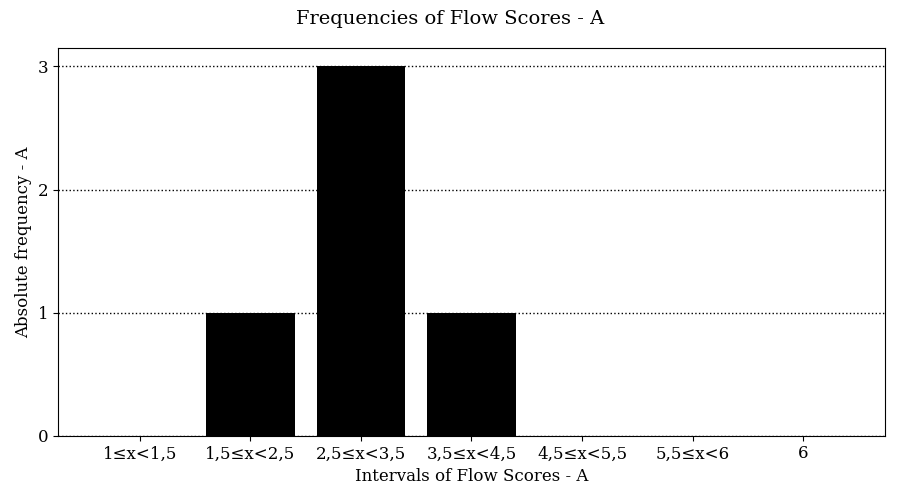 Frequencies of Flow Scores - A
Absolute frequency - A
3
2
1
0
1≤x<1,5 1,5≤x<2,5 2,5≤x<3,5 3,5≤x<4,5 4,5≤x<5,5 5,5≤x<6 6
Intervals of Flow Scores - A